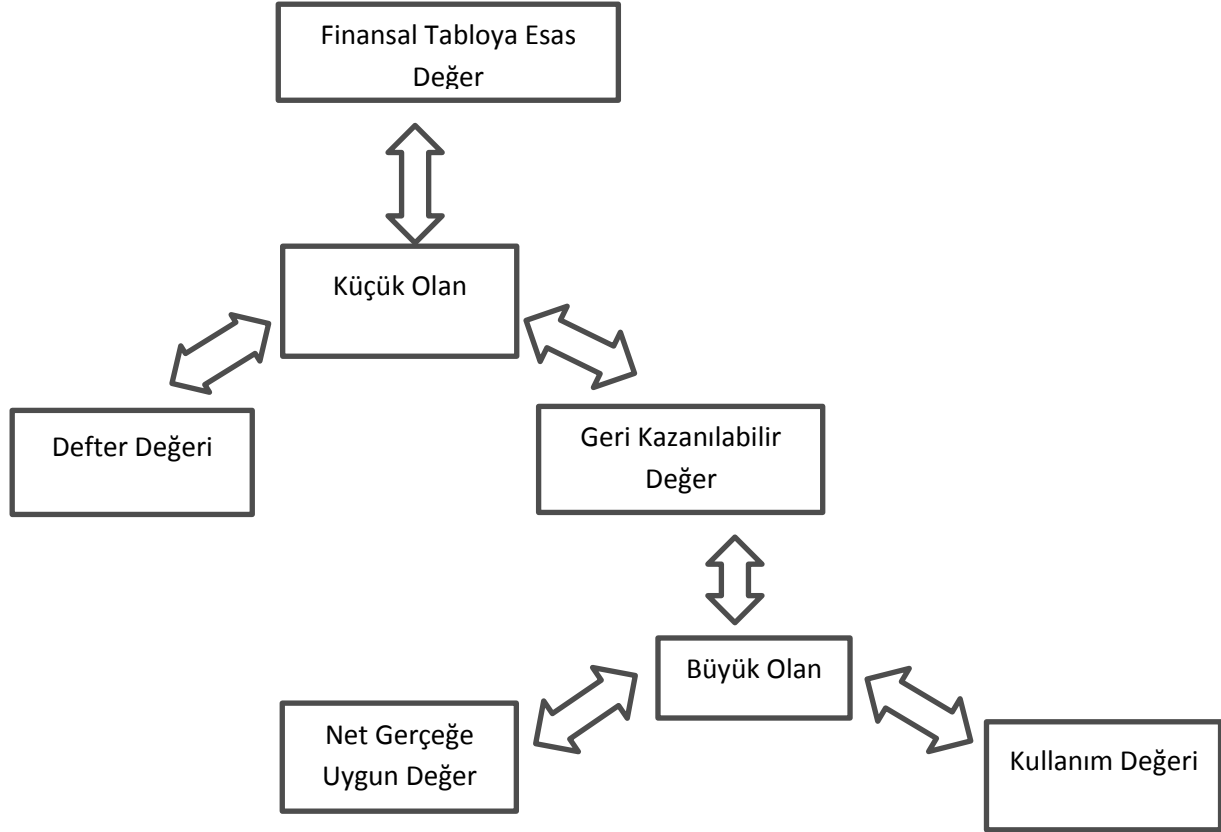 Finansal Tabloya Esas
Değer
Küçük Olan
Defter Değeri
Geri Kazanılabilir
Değer
Büyük Olan
Net Gerçeğe
Uygun Değer
Kullanım Değeri